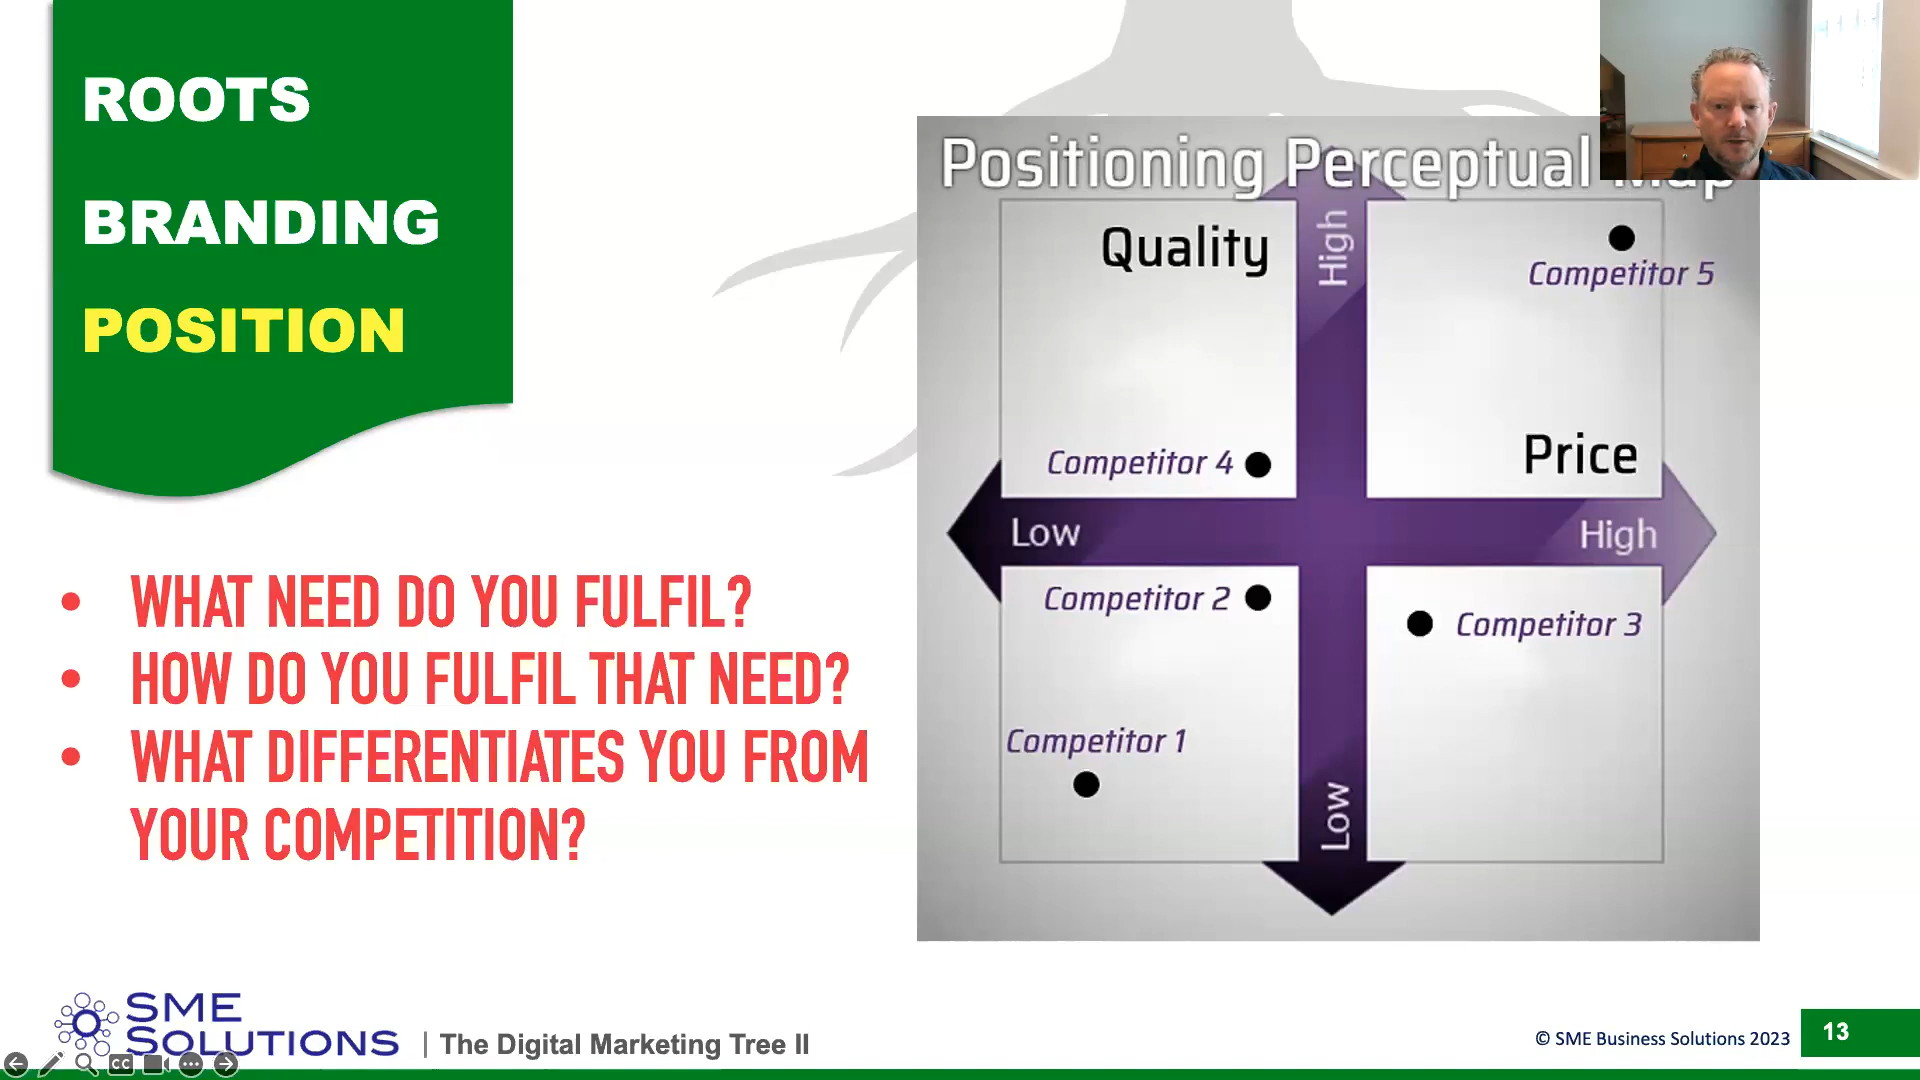 ROOTS
BRANDING
POSITION
WHAT NEED DO YOU FULFIL?
HOW DO YOU FULFIL THAT NEED?
WHAT DIFFERENTIATES YOU FROM
YOUR COMPETITION?
Positioning Perceptual Map
Quality
High
Competitor 5
Competitor 4
Price
Low
High
Competitor 2
Competitor 3
Competitor 1
Low
SME
SOLUTIONS
| The Digital Marketing Tree II
© SME Business Solutions 2023
13
CC